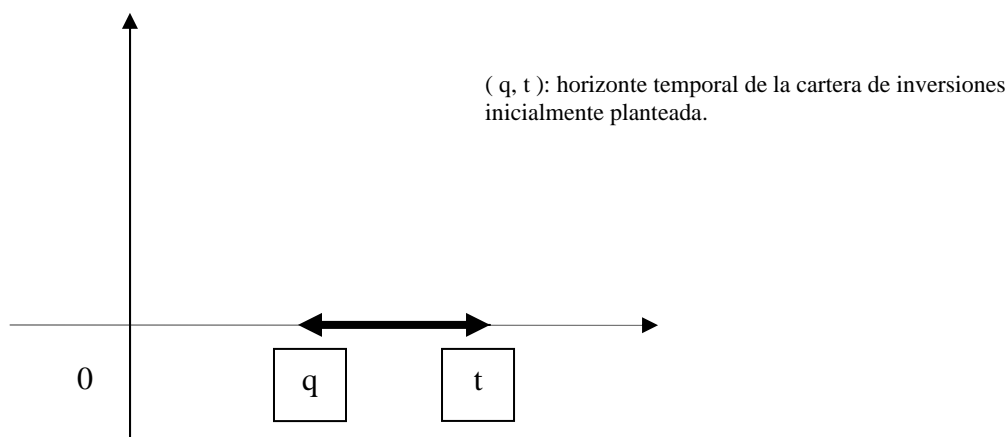 ( q, t ): horizonte temporal de la cartera de inversiones
inicialmente planteada.
0
q
t